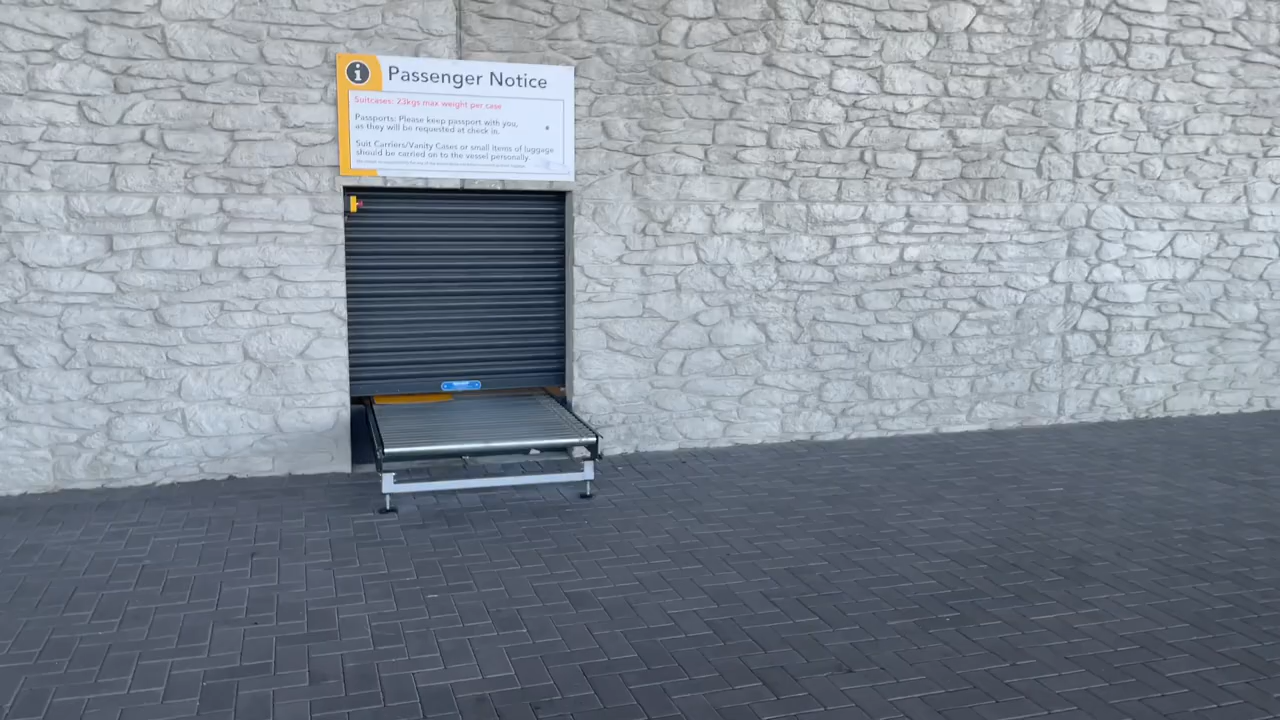 i
Passenger Notice
Suitcases: 23kgs max weight per case
Passports: Please keep passport with you,
as they will be requested at check in.
Suit Carriers/Vanity Cases or small items of luggage
should be carried on to the vessel personally.